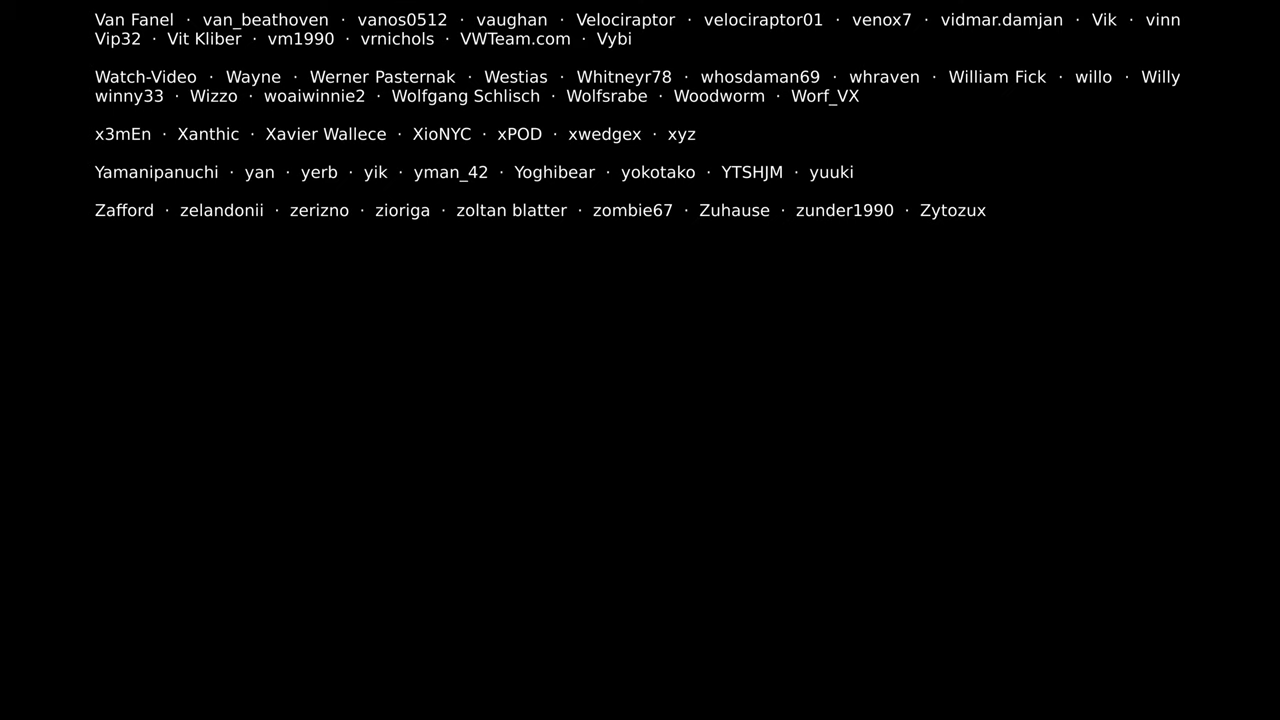 Van Fanel · van_beathoven · vanos0512 · vaughan · Velociraptor · velociraptor01 · venox7 · vidmar.damjan · Vik · vinn
Vip32 · Vit Kliber · vm1990 · vrnichols · VWTeam.com · Vybi
Watch-Video · Wayne · Werner Pasternak · Westias · Whitneyr78 · whosdaman69 · whraven · William Fick · willo · Willy
winny33 · Wizzo · woaiwinnie2 · Wolfgang Schlisch · Wolfsrabe · Woodworm · Worf_VX
x3mEn · Xanthic · Xavier Wallece · XioNYC · xPOD · xwedgex · xyz
Yamanipanuchi · yan · yerb · yik · yman_42 · Yoghibear · yokotako · YTSHJM · yuuki
Zafford · zelandonii · zerizno · zioriga · zoltan blatter · zombie67 · Zuhause · zunder1990 · Zytozux